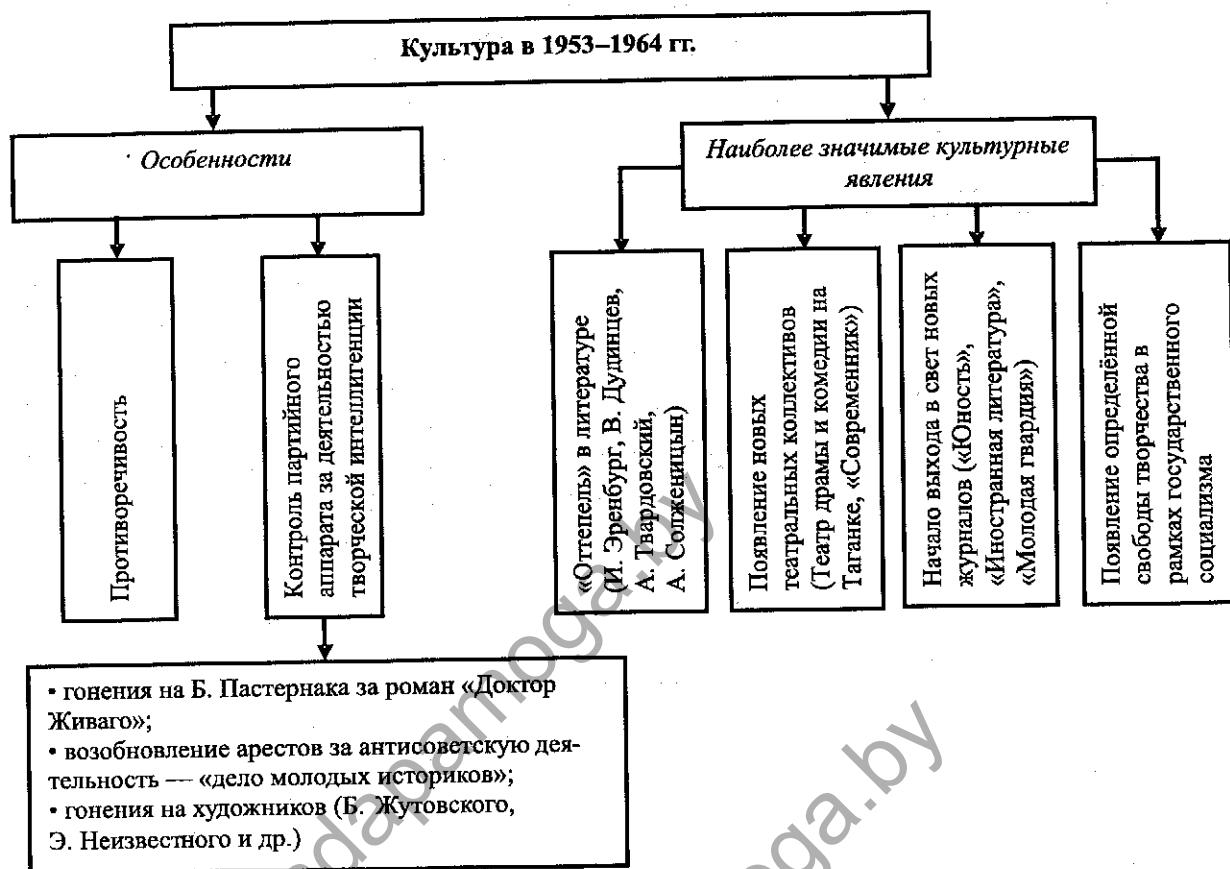 Культура в 1953–1964 гг.
Особенности
Наиболее значимые культурные
явления
Противоречивость
Контроль партийного
аппарата за деятельностью
творческой интеллигенции
«Оттепель» в литературе
(И. Эренбург, В. Дудинцев,
А. Твардовский,
А. Солженицын)
Появление новых
театральных коллективов
(Театр драмы и комедии на
Таганке, «Современник»)
Начало выхода в свет новых
журналов («Юность»,
«Иностранная литература»,
«Молодая гвардия»)
Появление определённой
свободы творчества в
рамках государственного
социализма
• гонения на Б. Пастернака за роман «Доктор
Живаго»;
• возобновление арестов за антисоветскую дея-
тельность — «дело молодых историков»;
• гонения на художников (Б. Жутовского,
Э. Неизвестного и др.)